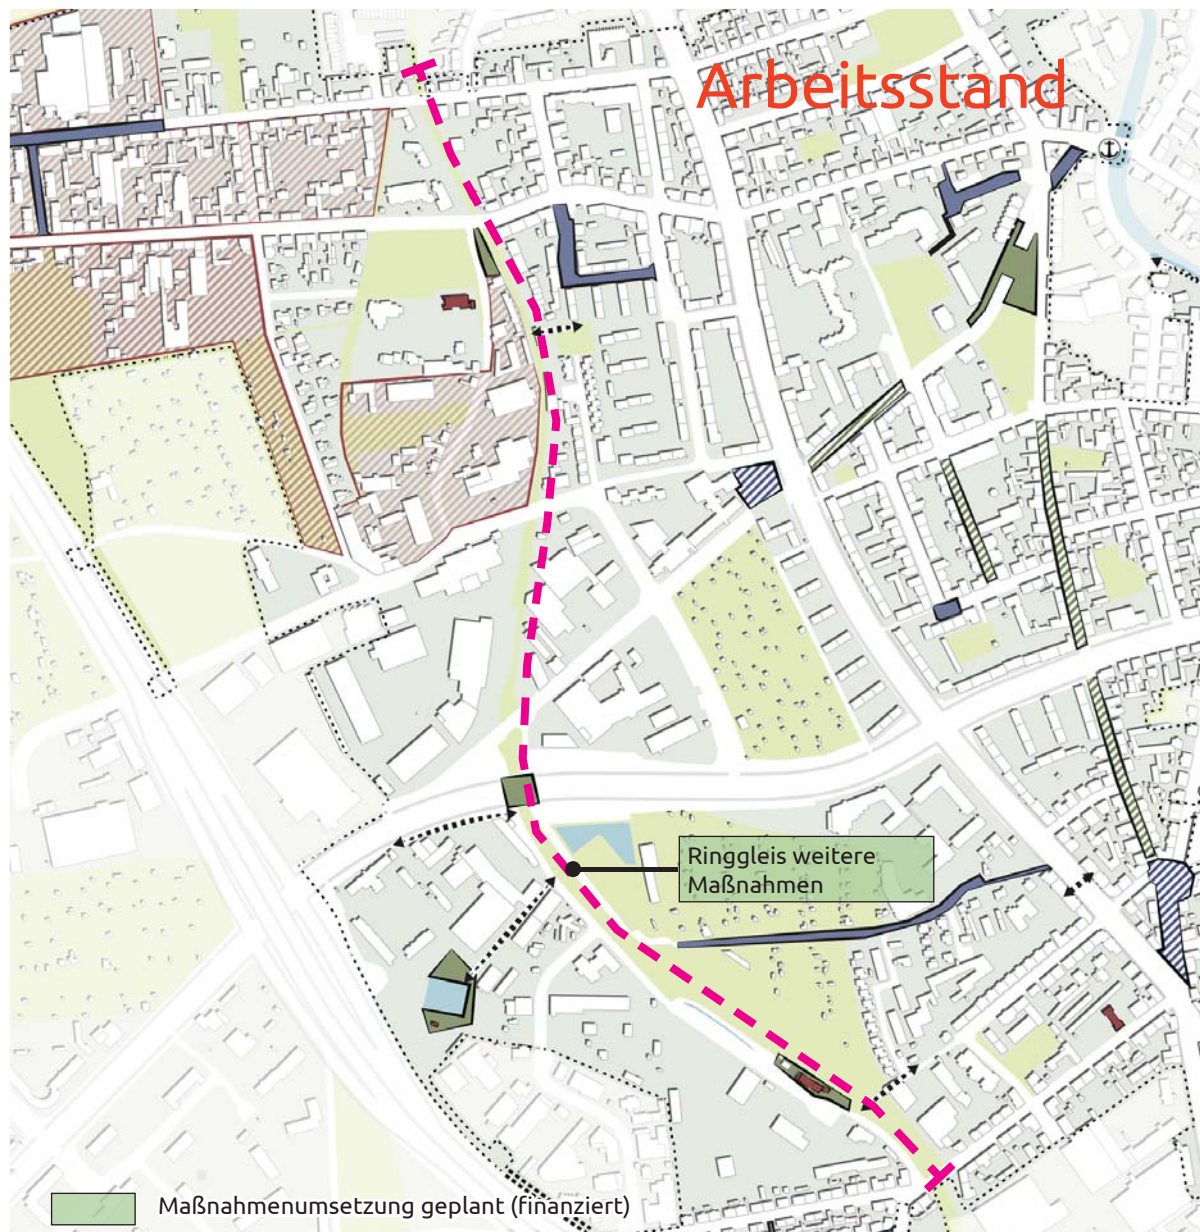 Arbeitsstand
Ringgleis weitere
Maßnahmen
Maßnahmenumsetzung geplant (finanziert)